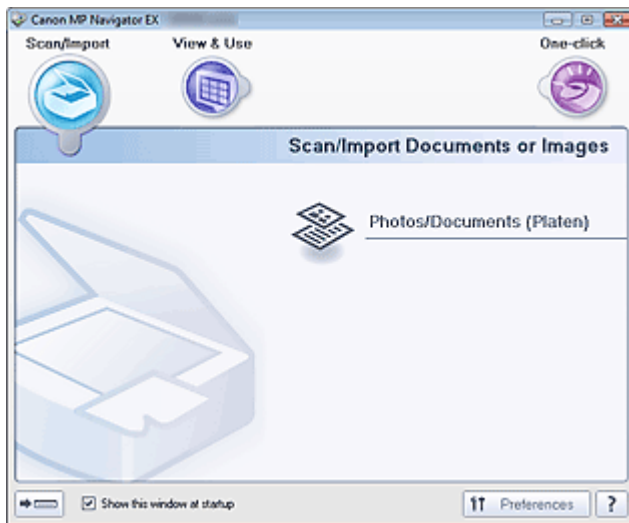 Canon MP Navigator EX
Scan/Import View & Use One-click
Scan/Import Documents or Images
Photos/Documents (Platen)
Show this window at startup Preferences ?